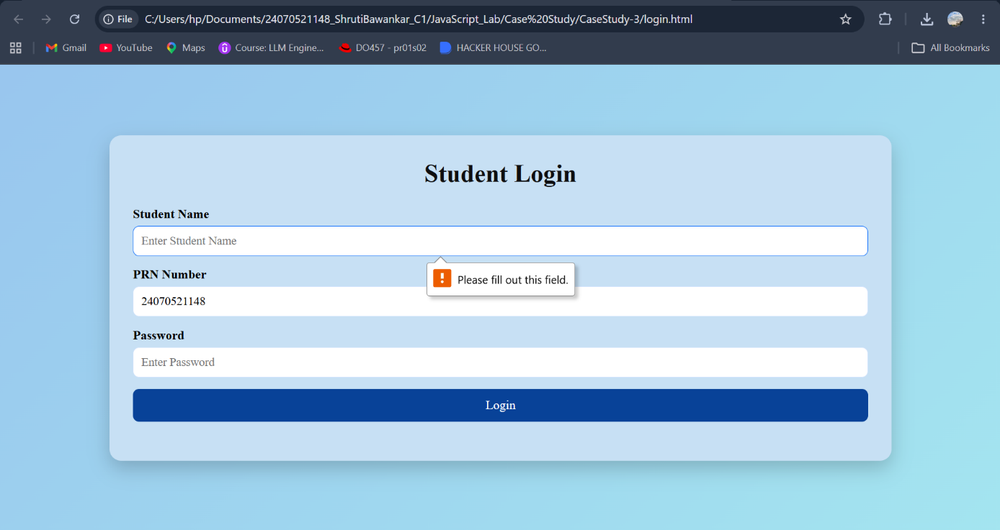 File C:/Users/hp/Documents/24070521148_ShrutiBawankar_C1/JavaScript_Lab/Case%20Study/CaseStudy-3/login.html
Gmail YouTube Maps Course: LLM Engine... DO457 - pr01s02 HACKER HOUSE GO... All Bookmarks
Student Login
Student Name
Enter Student Name
PRN Number
Please fill out this field.
24070521148
Password
Enter Password
Login